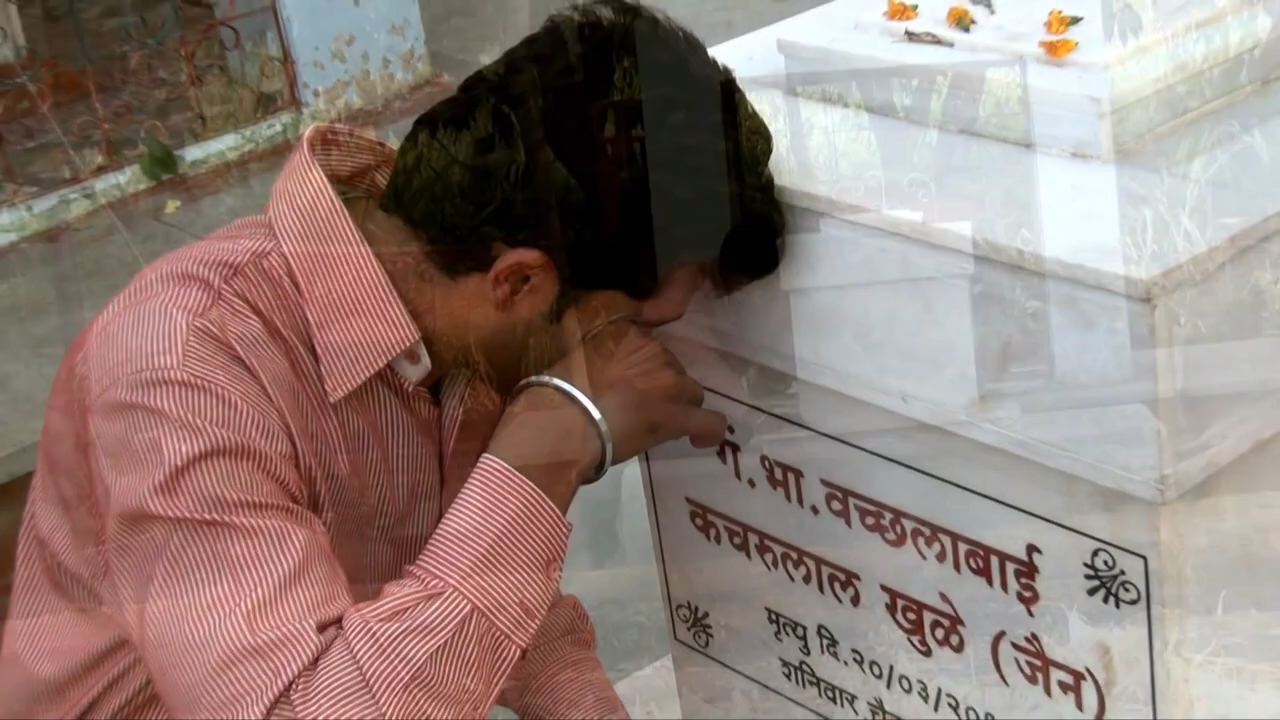 गं.भा.वच्छलाबाई
कचरुलाल खुळे (जैन)
मृत्यु दि.२०/०३/२०
शनिवार